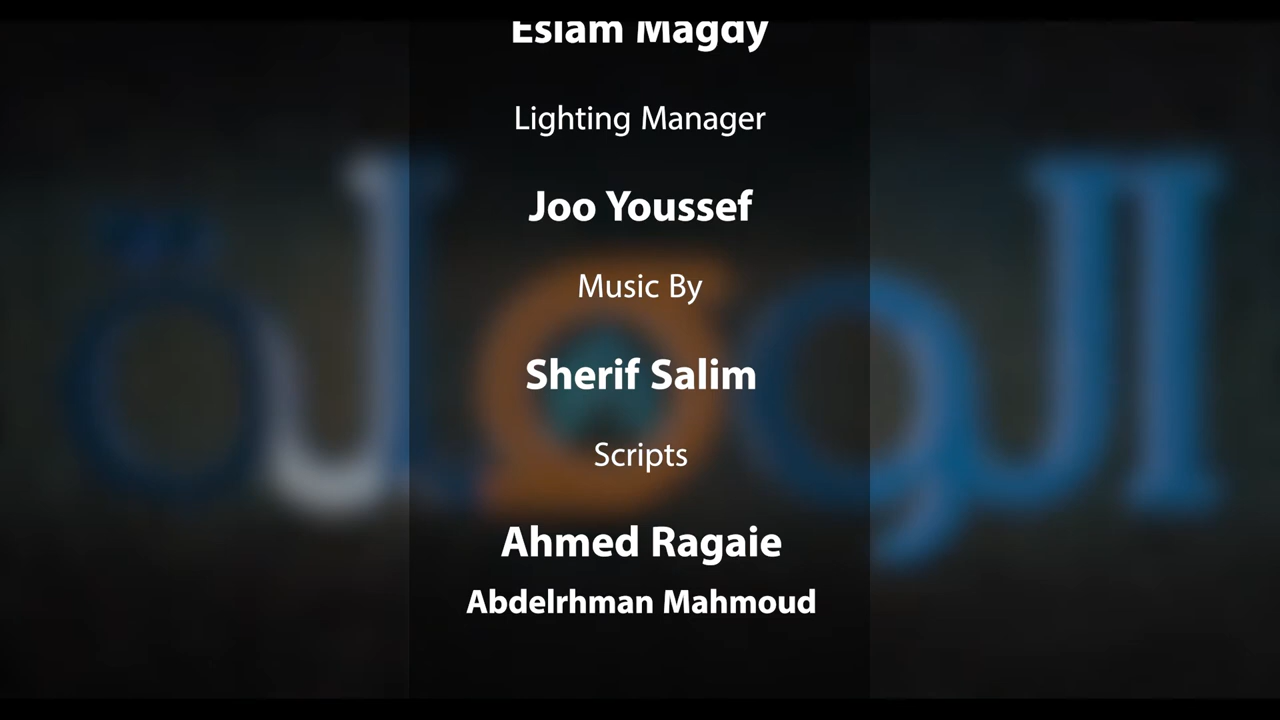 Eslam Magdy
Lighting Manager
Joo Youssef
Music By
Sherif Salim
Scripts
Ahmed Ragaie
Abdelrhman Mahmoud